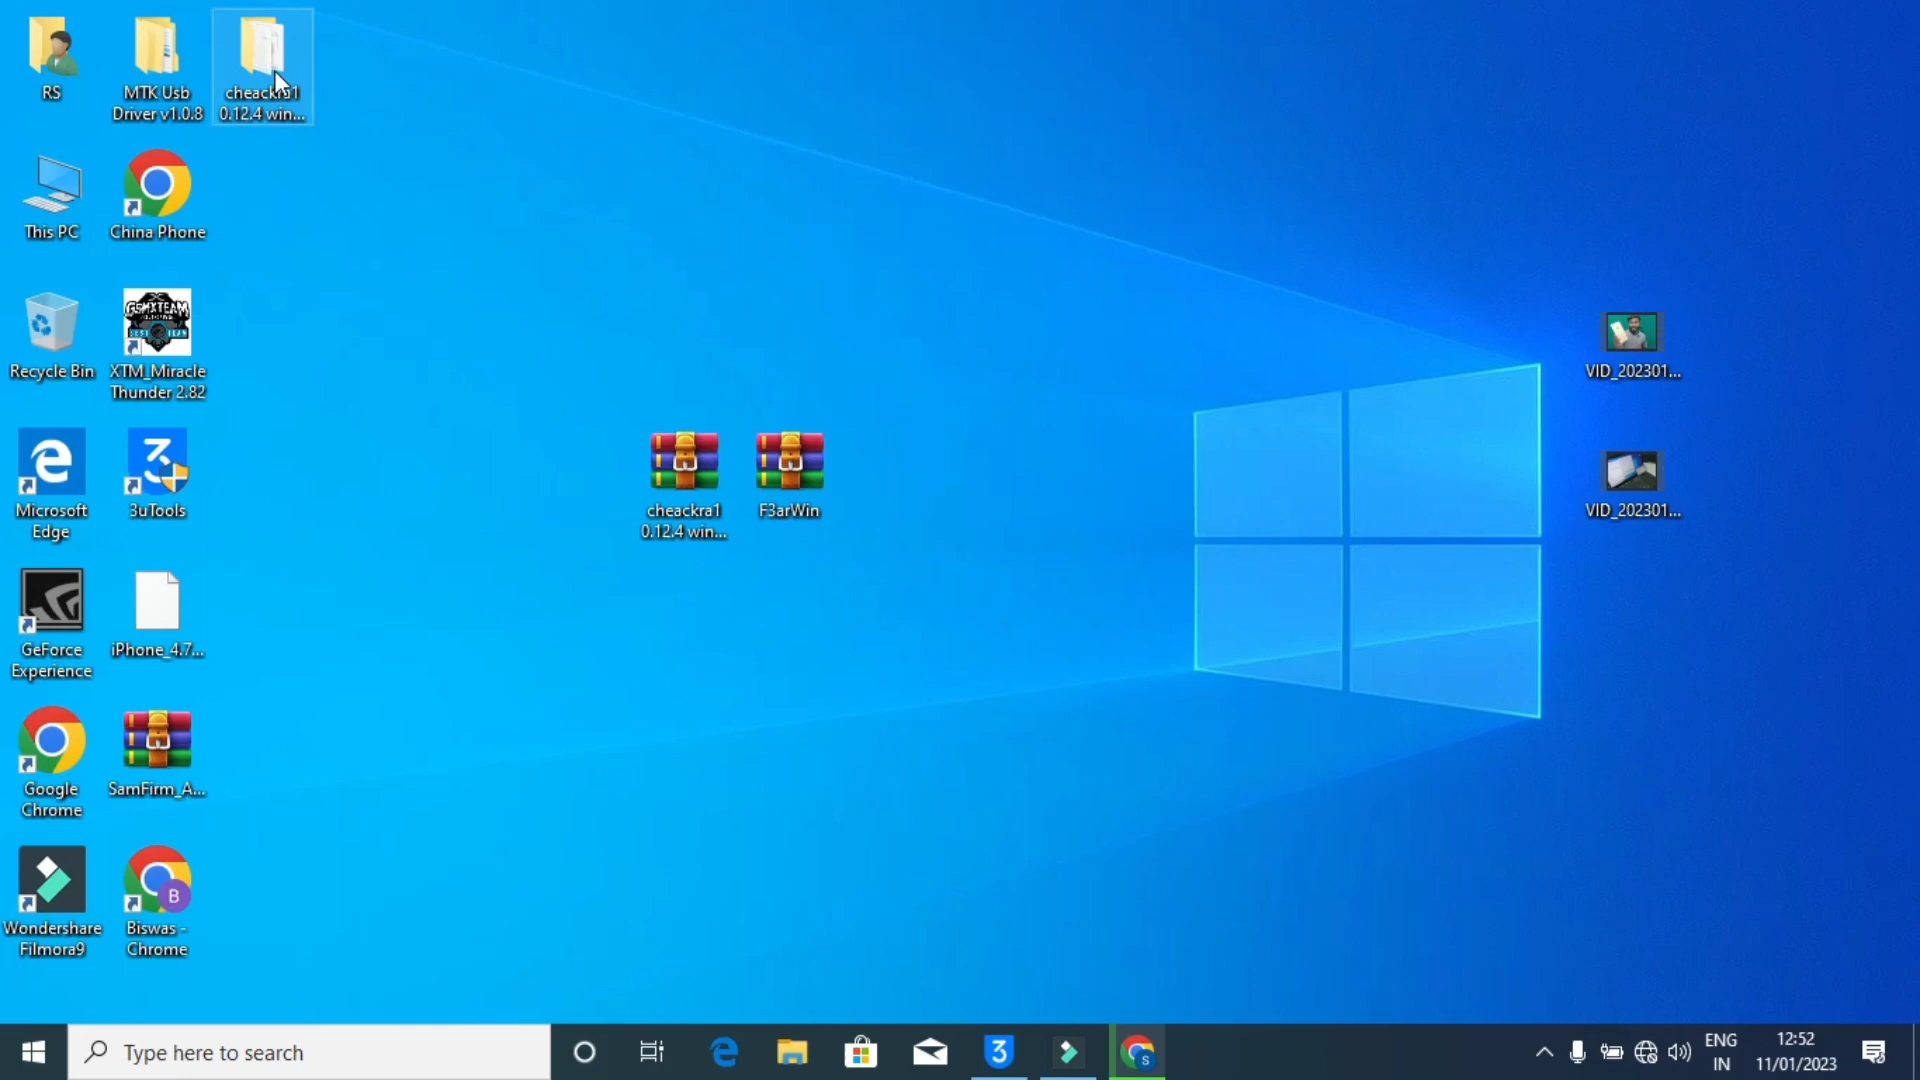 RS
MTK Usb
Driver v1.0.8
cheackra1
0.12.4 win...
This PC
China Phone
Recycle Bin
XTM_Miracle
Thunder 2.82
Microsoft
Edge
3uTools
cheackra1
0.12.4 win...
F3arWin
VID_202301...
VID_202301...
GeForce
Experience
iPhone_4.7...
Google
Chrome
SamFirm_A...
Wondershare
Filmora9
B
Biswas -
Chrome
Type here to search
S
ENG
IN
12:52
11/01/2023